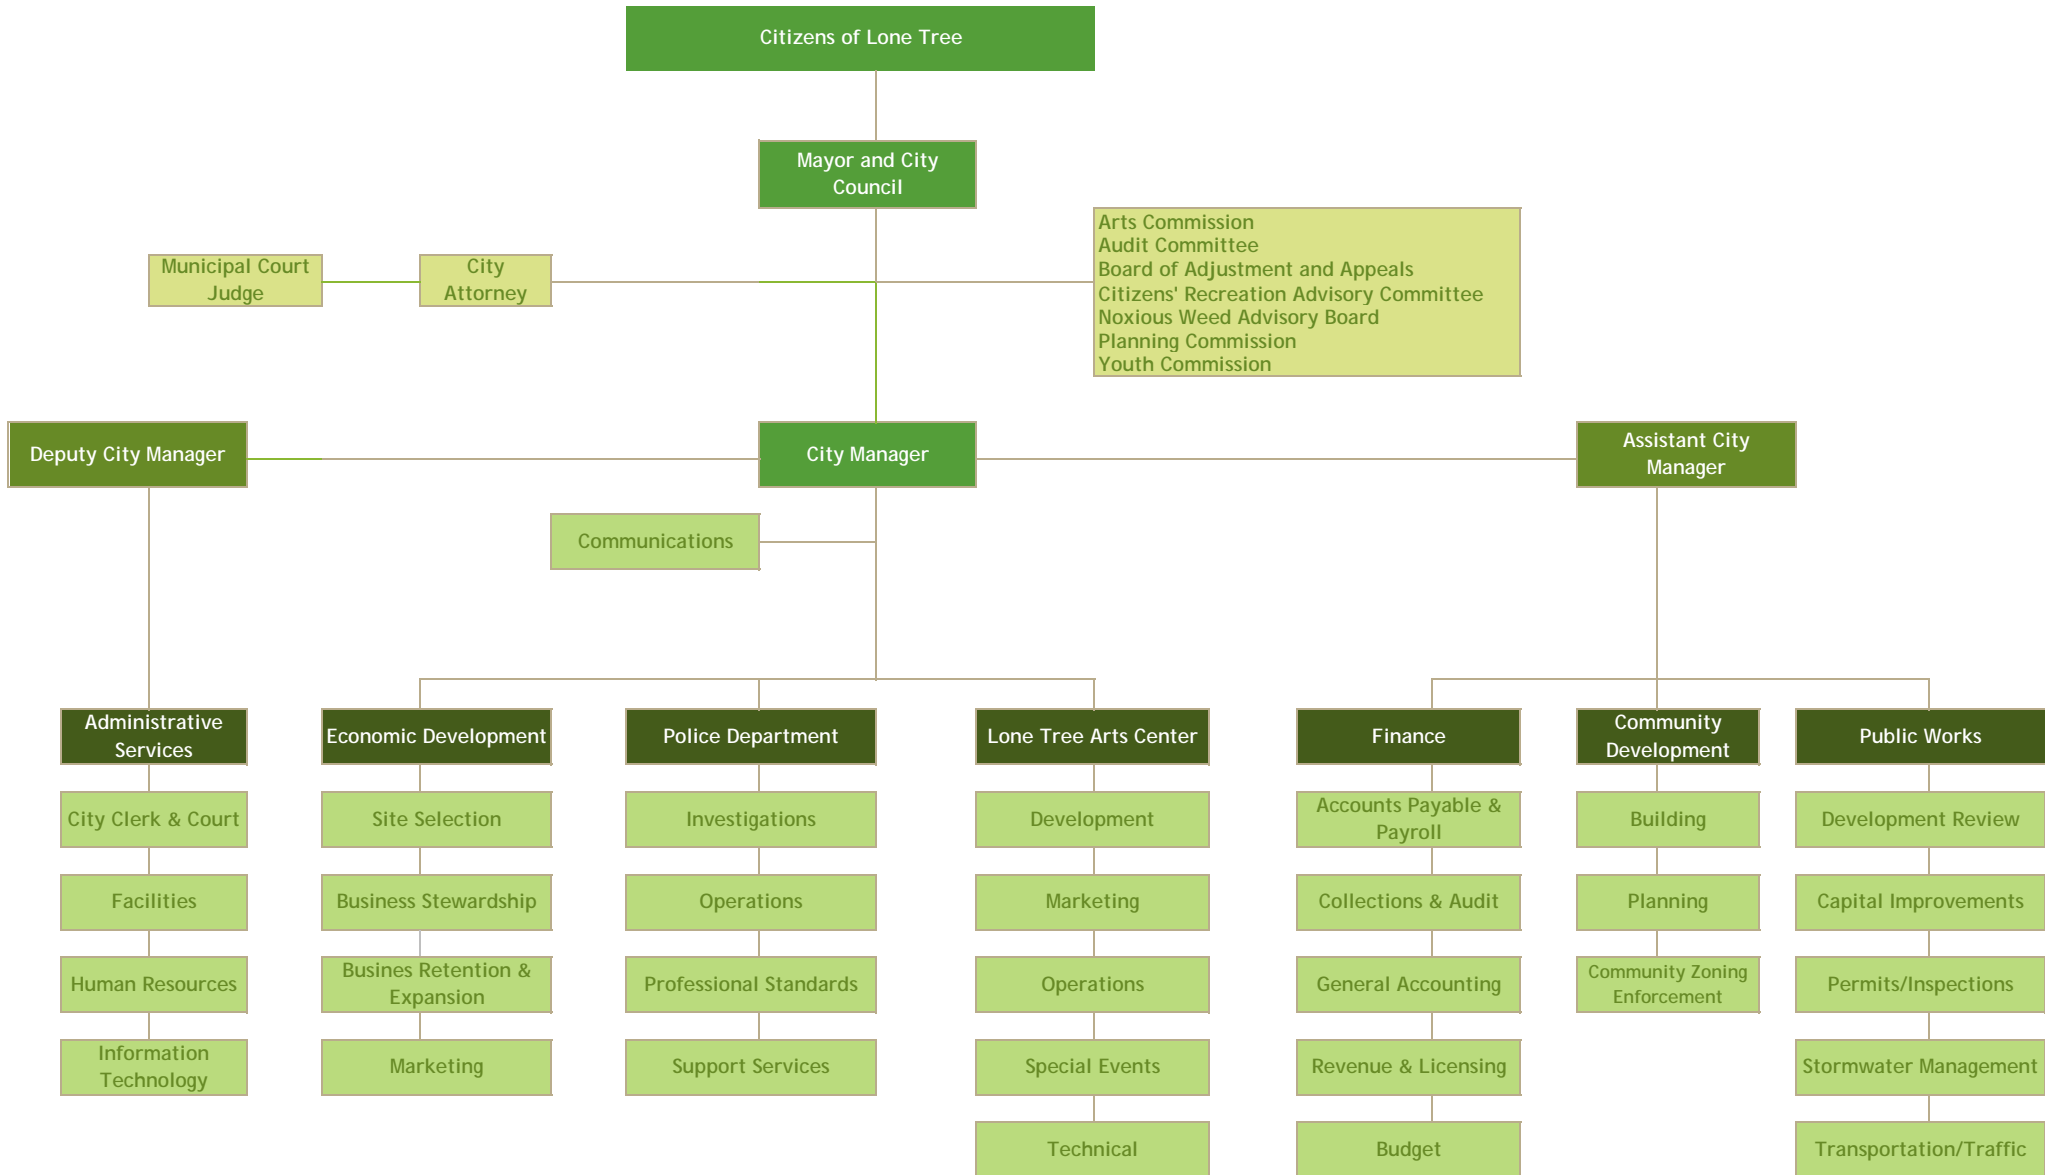 Citizens of Lone Tree
Mayor and City
Council
Arts Commission
Audit Committee
Board of Adjustment and Appeals
Citizens' Recreation Advisory Committee
Noxious Weed Advisory Board
Planning Commission
Youth Commission
Municipal Court
Judge
City
Attorney
Deputy City Manager
City Manager
Assistant City
Manager
Communications
Administrative
Services
Economic Development
Police Department
Lone Tree Arts Center
Finance
Community
Development
Public Works
City Clerk & Court
Site Selection
Investigations
Development
Accounts Payable &
Payroll
Building
Development Review
Facilities
Business Stewardship
Operations
Marketing
Collections & Audit
Planning
Capital Improvements
Human Resources
Busines Retention &
Expansion
Professional Standards
Operations
General Accounting
Community Zoning
Enforcement
Permits/Inspections
Information
Technology
Marketing
Support Services
Special Events
Revenue & Licensing
Stormwater Management
Technical
Budget
Transportation/Traffic